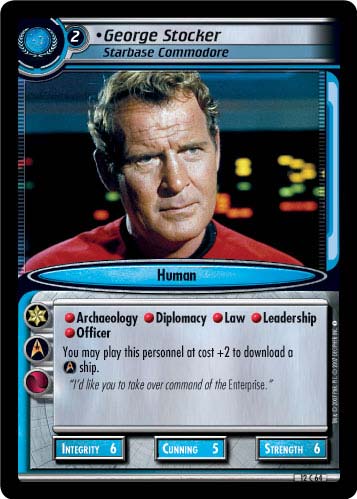 2
•George Stocker
Starbase Commodore
Human
Archaeology Diplomacy Law Leadership
Officer
You may play this personnel at cost +2 to download a
ship.
"I'd like you to take over command of the Enterprise."
INTEGRITY 6 CUNNING 5 STRENGTH 6